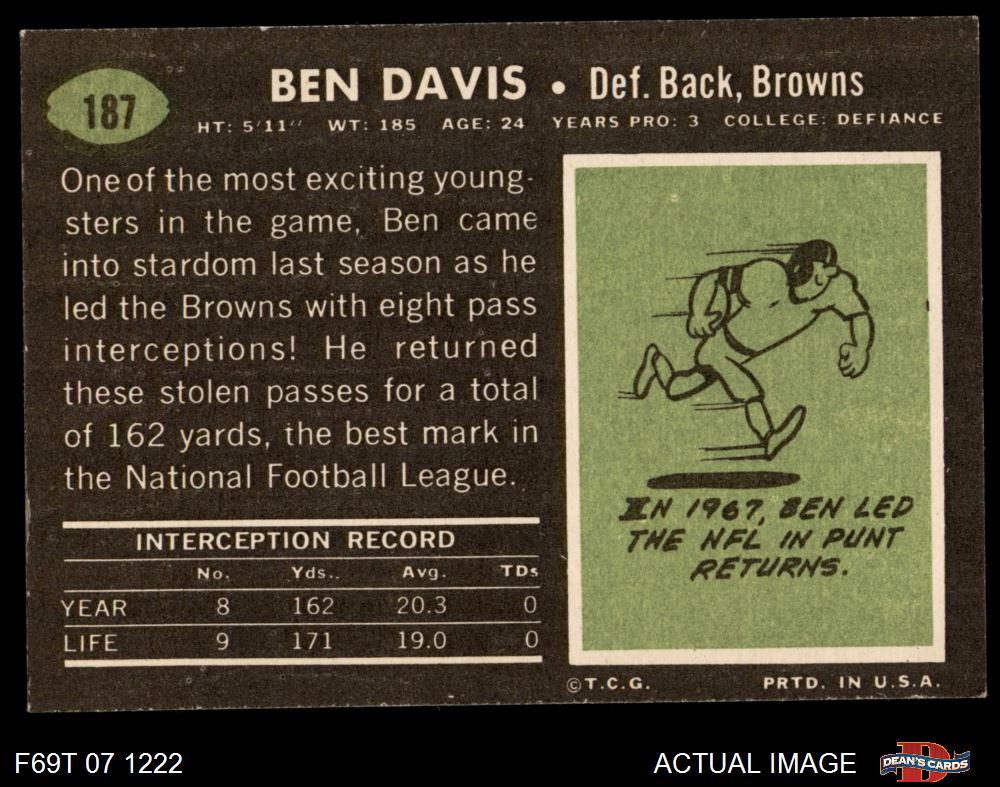 187
BEN DAVIS • Def. Back, Browns
HT: 5'11'' WT: 185 AGE: 24 YEARS PRO: 3 COLLEGE: DEFIANCE
One of the most exciting young-
sters in the game, Ben came
into stardom last season as he
led the Browns with eight pass
interceptions! He returned
these stolen passes for a total
of 162 yards, the best mark in
the National Football League.
INTERCEPTION RECORD
No. Yds.. Avg. TDs
YEAR 8 162 20.3 0
LIFE 9 171 19.0 0
IN 1967, BEN LED
THE NFL IN PUNT
RETURNS.
©T.C.G. PRTD. IN U.S.A.
F69T 07 1222
ACTUAL IMAGE
D
DEAN'S CARDS